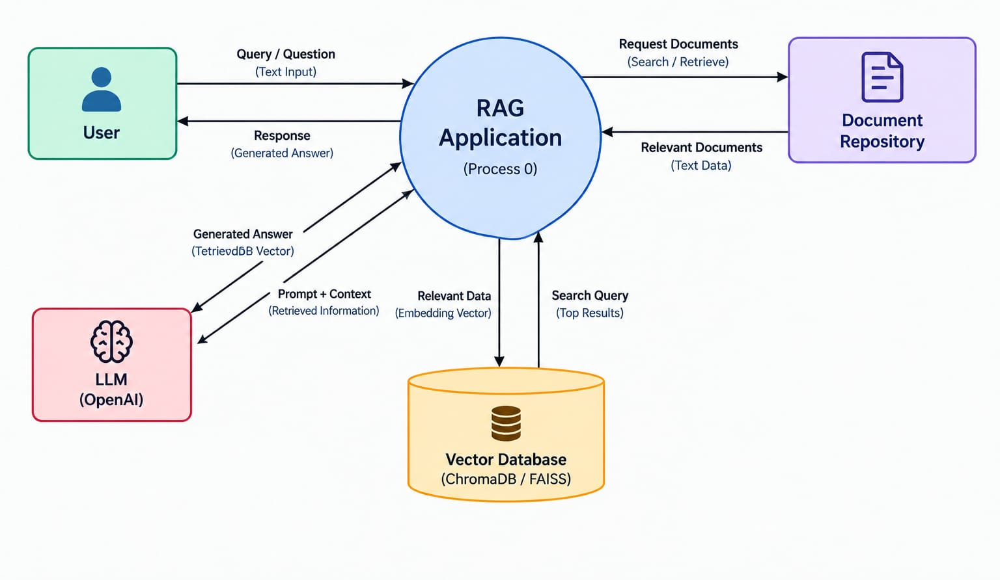 Query / Question
(Text Input)
User
Response
(Generated Answer)
RAG
Application
(Process 0)
Request Documents
(Search / Retrieve)
Document
Repository
Relevant Documents
(Text Data)
Generated Answer
Vector)
Prompt + Context
(Retrieved Information)
Relevant Data
(Embedding Vector)
Search Query
(Top Results)
LLM
(OpenAI)
Vector Database
(ChromaDB / FAISS)